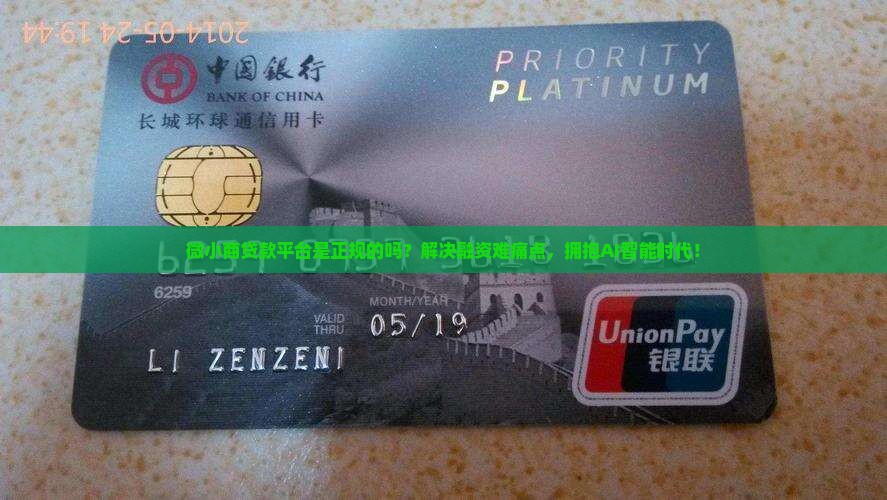 2014-05-24 19:44
中国银行
BANK OF CHINA
长城环球通信用卡
PRIORITY
PLATINUM
微小商贷款平台是正规的吗？解决融资难痛点，拥抱AI智能时代！
6259
MONTH/YEAR
VALID
THRU
05/19
LI ZENZENI
UnionPay
银联